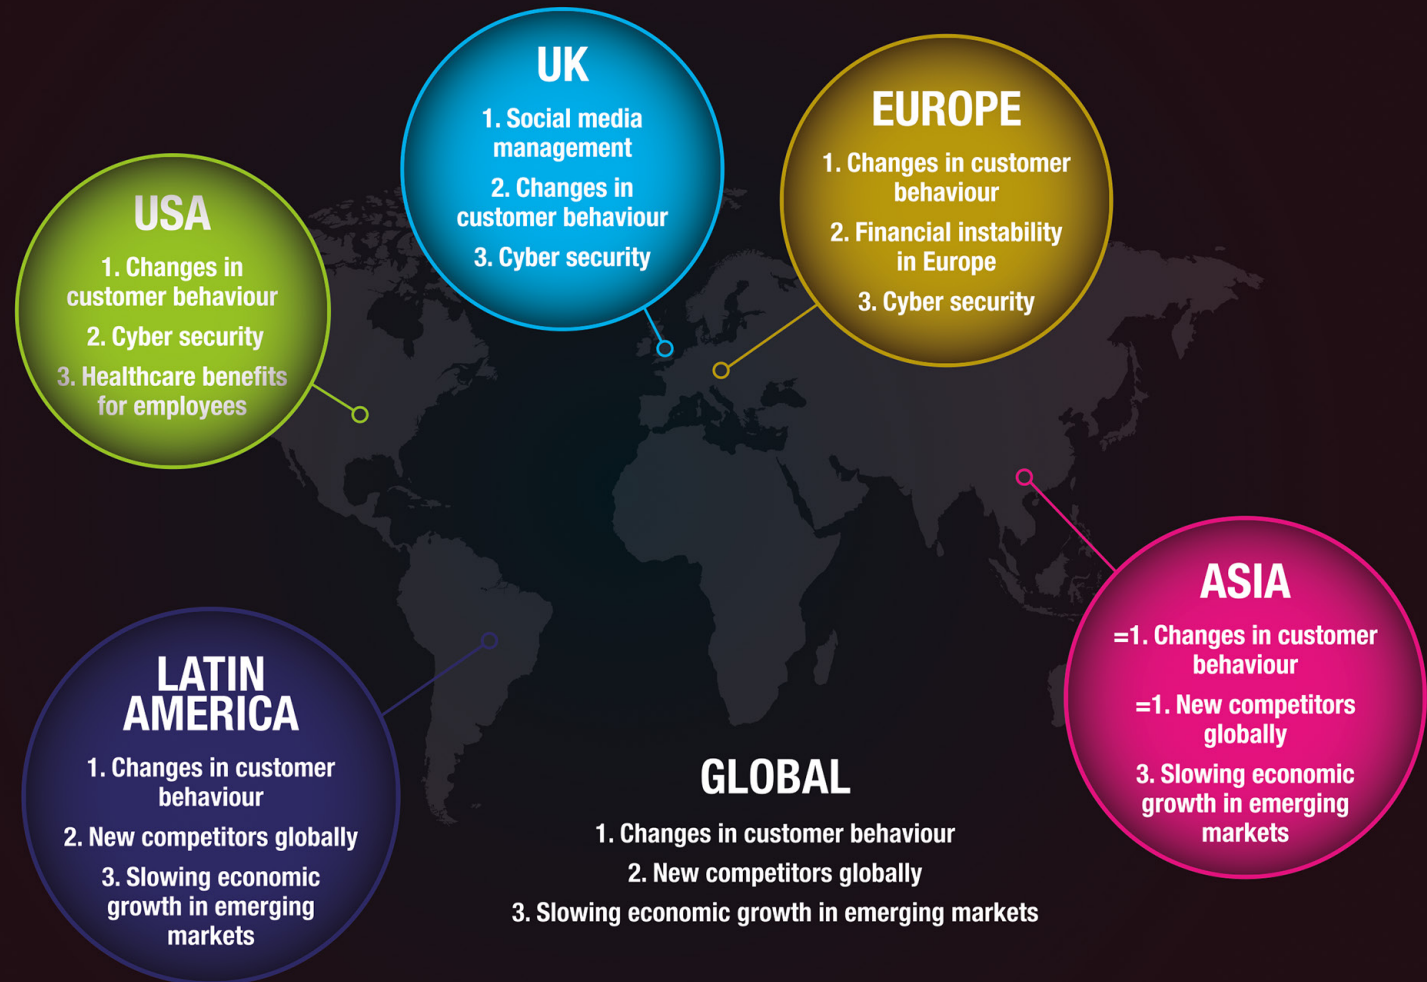 UK
1. Social media
management
2. Changes in
customer behaviour
3. Cyber security
EUROPE
1. Changes in customer
behaviour
2. Financial instability
in Europe
3. Cyber security
USA
1. Changes in
customer behaviour
2. Cyber security
3. Healthcare benefits
for employees
ASIA
=1. Changes in customer
behaviour
=1. New competitors
globally
3. Slowing economic
growth in emerging
markets
LATIN
AMERICA
1. Changes in customer
behaviour
2. New competitors globally
3. Slowing economic
growth in emerging
markets
GLOBAL
1. Changes in customer behaviour
2. New competitors globally
3. Slowing economic growth in emerging markets